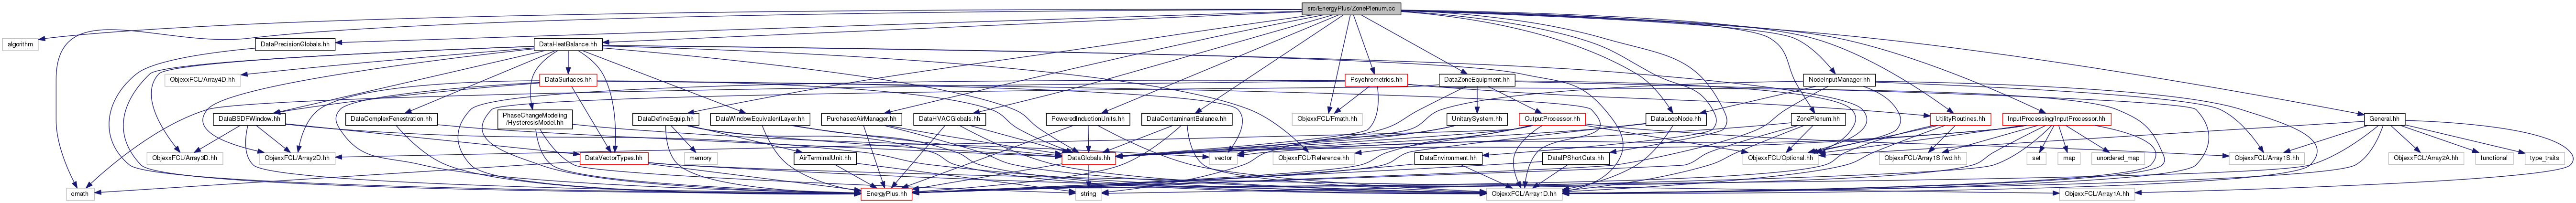 src/EnergyPlus/ZonePlenum.cc
algorithm
DataPrecisionGlobals.hh
DataHeatBalance.hh
ObjexxFCL/Array4D.hh
DataSurfaces.hh
Psychrometrics.hh
DataZoneEquipment.hh
NodeInputManager.hh
DataBSDFWindow.hh
DataComplexFenestration.hh
PhaseChangeModeling
/HysteresisModel.hh
DataDefineEquip.hh
DataWindowEquivalentLayer.hh
PurchasedAirManager.hh
DataHVACGlobals.hh
PoweredInductionUnits.hh
DataContaminantBalance.hh
ObjexxFCL/Fmath.hh
UnitarySystem.hh
OutputProcessor.hh
DataLoopNode.hh
ZonePlenum.hh
UtilityRoutines.hh
InputProcessing/InputProcessor.hh
General.hh
ObjexxFCL/Array3D.hh
ObjexxFCL/Array2D.hh
DataVectorTypes.hh
memory
AirTerminalUnit.hh
DataGlobals.hh
vector
ObjexxFCL/Reference.hh
DataEnvironment.hh
DataIPShortCuts.hh
ObjexxFCL/Optional.hh
ObjexxFCL/Array1S.fwd.hh
set
map
unordered_map
ObjexxFCL/Array1S.hh
ObjexxFCL/Array2A.hh
functional
type_traits
cmath
EnergyPlus.hh
string
ObjexxFCL/Array1D.hh
ObjexxFCL/Array1A.hh